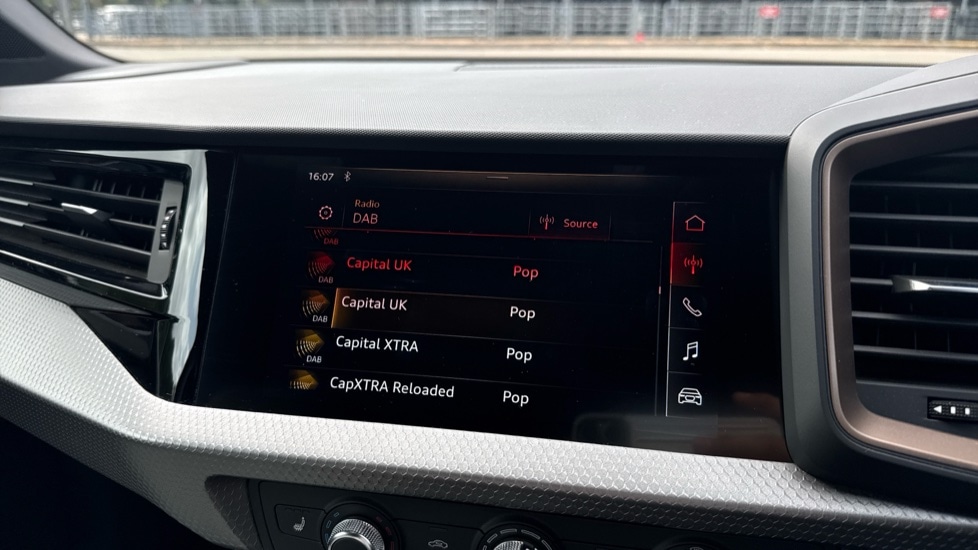 16:07
Radio
DAB
Source
DAB
Capital UK Pop
DAB
Capital UK Pop
DAB
Capital XTRA Pop
DAB
CapXTRA Reloaded Pop